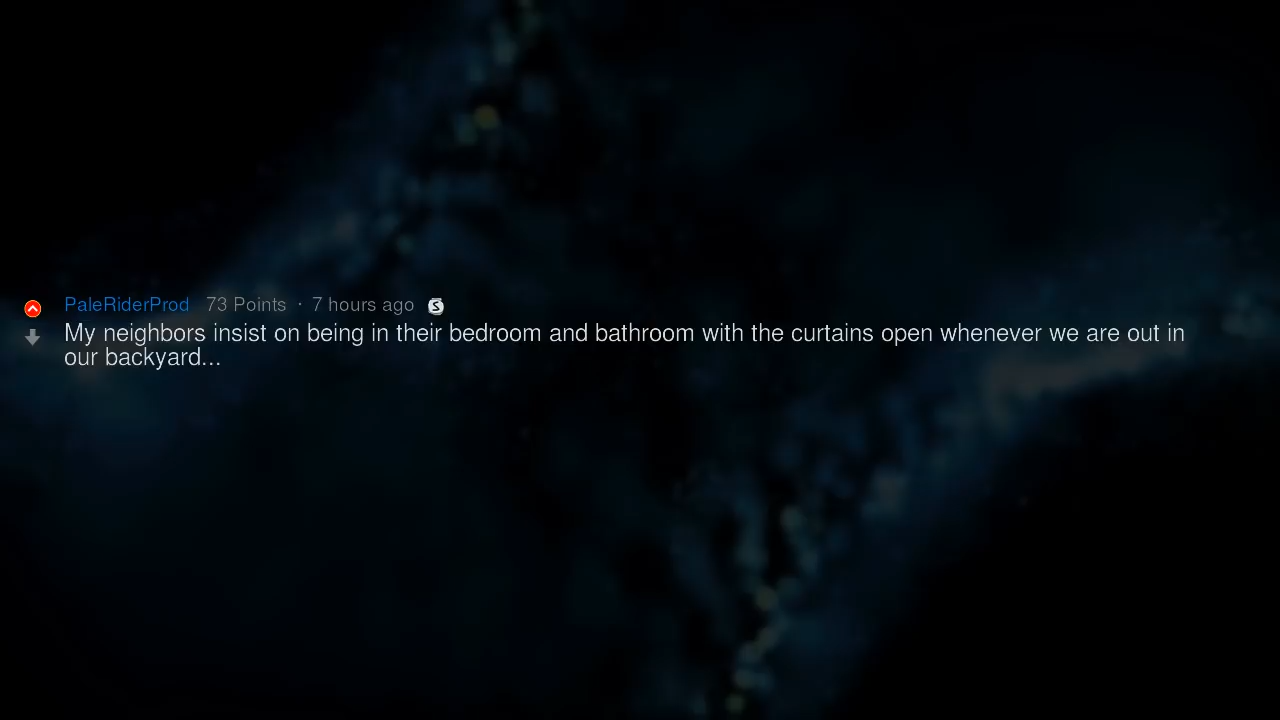 PaleRiderProd 73 Points · 7 hours ago S
My neighbors insist on being in their bedroom and bathroom with the curtains open whenever we are out in
our backyard...